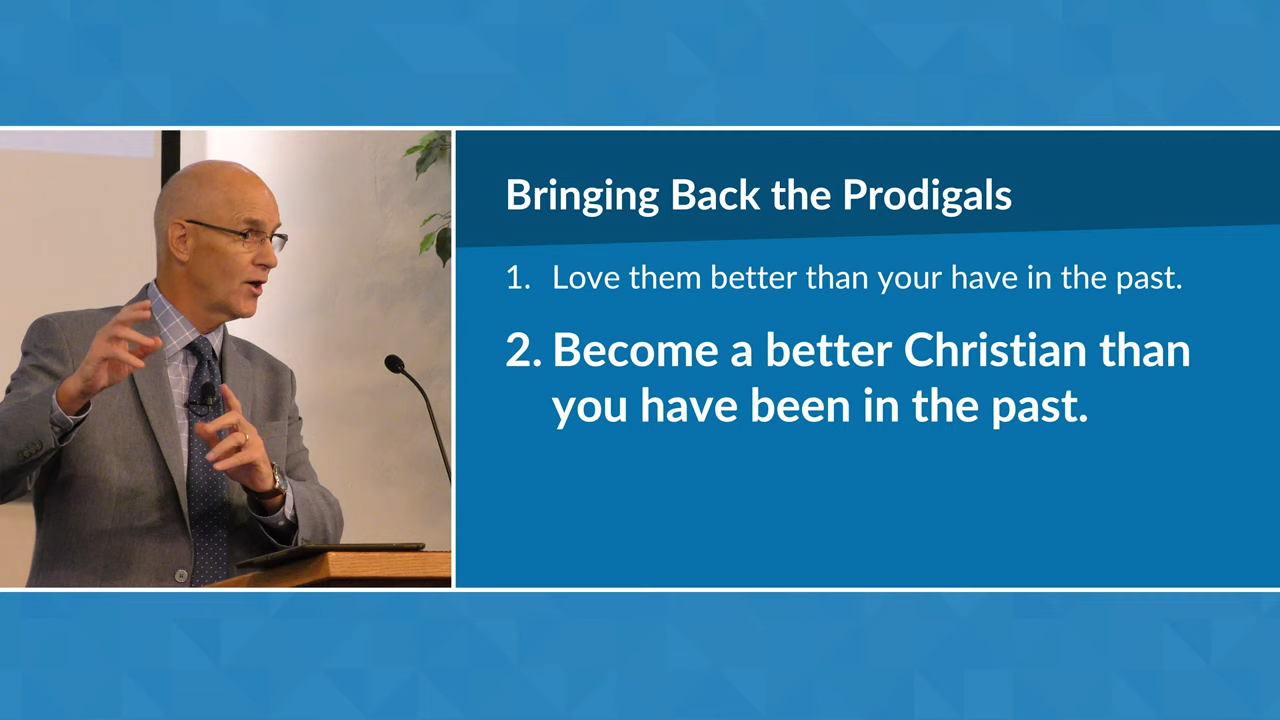 Bringing Back the Prodigals
1. Love them better than your have in the past.
2. Become a better Christian than
you have been in the past.